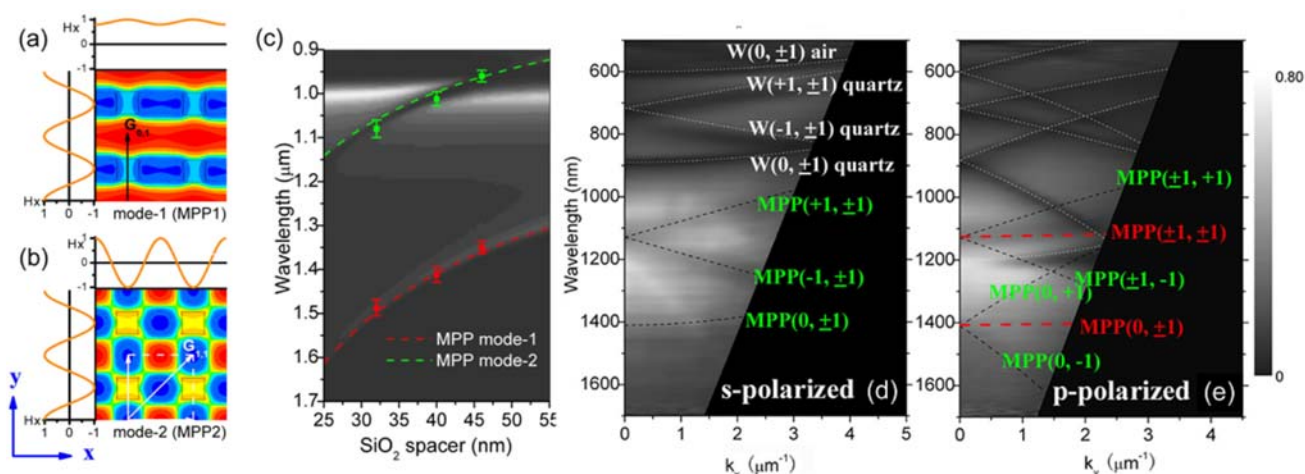 (a)
Hx
1
0
-1
G0,1
Hx
1 0 -1
mode-1 (MPP1)
(b)
Hx
1
0
-1
G1,1
Hx
1 0 -1
mode-2 (MPP2)
y
x
(c)
Wavelength (μm)
0.9
1.0
1.1
1.2
1.3
1.4
1.5
1.6
1.7
MPP mode-1
MPP mode-2
25 30 35 40 45 50 55
SiO2 spacer (nm)
Wavelength (nm)
600
800
1000
1200
1400
1600
W(0, ±1) air
W(+1, ±1) quartz
W(-1, ±1) quartz
W(0, ±1) quartz
MPP(+1, ±1)
MPP(-1, ±1)
MPP(0, ±1)
s-polarized (d)
0 1 2 3 4 5
(μm-1)
600
800
1000
1200
1400
1600
MPP(±1, +1)
MPP(±1, ±1)
MPP(±1, -1)
MPP(0, +1)
MPP(0, ±1)
MPP(0, -1)
p-polarized (e)
0 1 2 3 4
(μm-1)
0.80
0